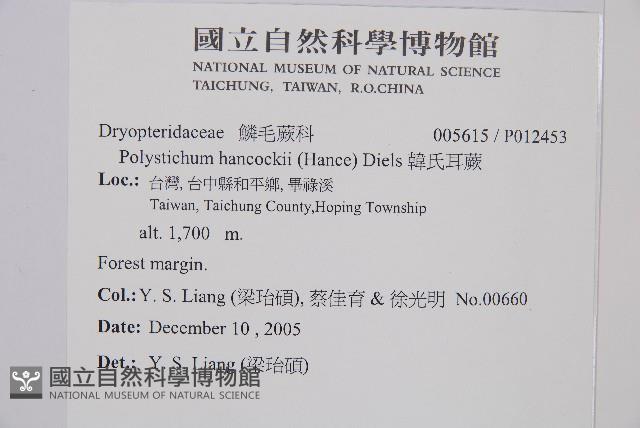 國立自然科學博物館
NATIONAL MUSEUM OF NATURAL SCIENCE
TAICHUNG, TAIWAN, R.O.CHINA
Dryopteridaceae 鱗毛蕨科 005615 / P012453
Polystichum hancockii (Hance) Diels 韓氏耳蕨
Loc.: 台灣, 台中縣和平鄉, 畢祿溪
Taiwan, Taichung County,Hoping Township
alt. 1,700 m.
Forest margin.
Col.: Y. S. Liang (梁珆碩), 蔡佳育 & 徐光明 No.00660
Date: December 10 , 2005
Det.: Y. S. Liang (梁珆碩)
國立自然科學博物館
NATIONAL MUSEUM OF NATURAL SCIENCE